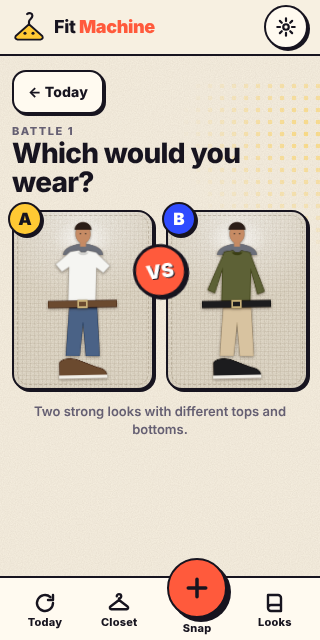 Fit Machine
← Today
BATTLE 1
Which would you
wear?
A
B
VS
Two strong looks with different tops and
bottoms.
Today
Closet
Snap
Looks